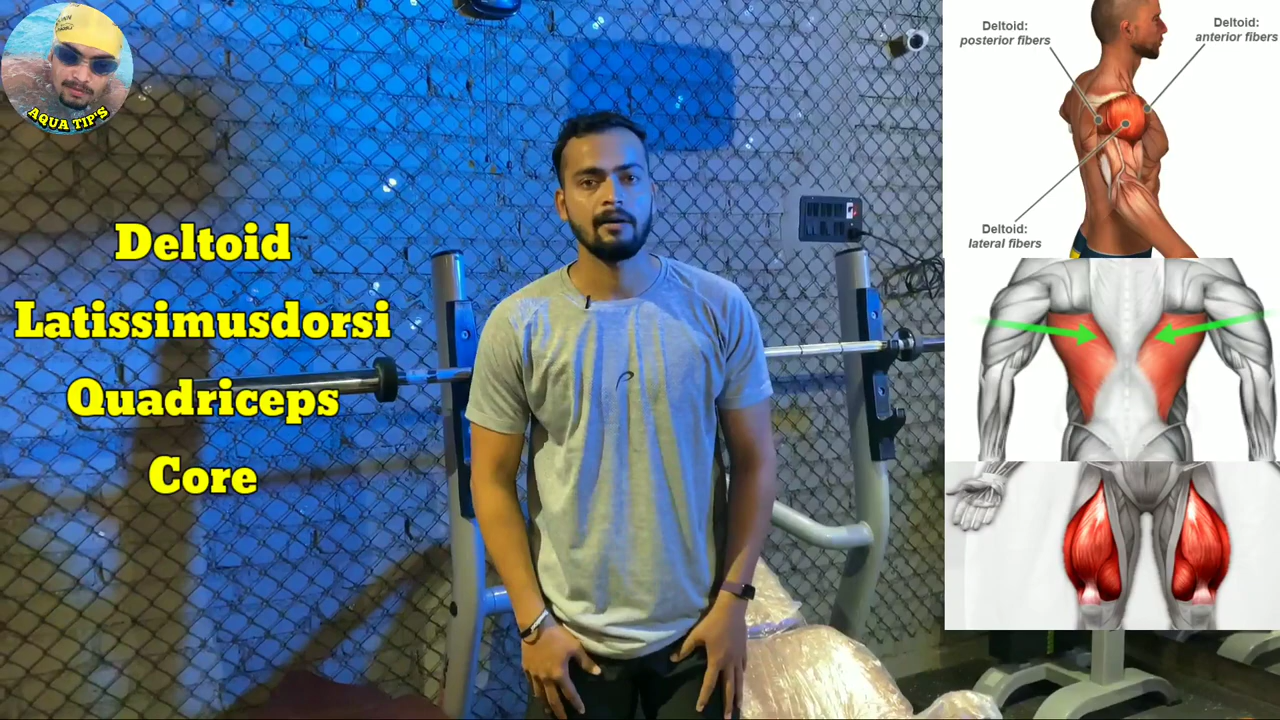 AQUA TIP'S
Deltoid
Latissimusdorsi
Quadriceps
Core
Deltoid:
posterior fibers
Deltoid:
anterior fibers
Deltoid:
lateral fibers